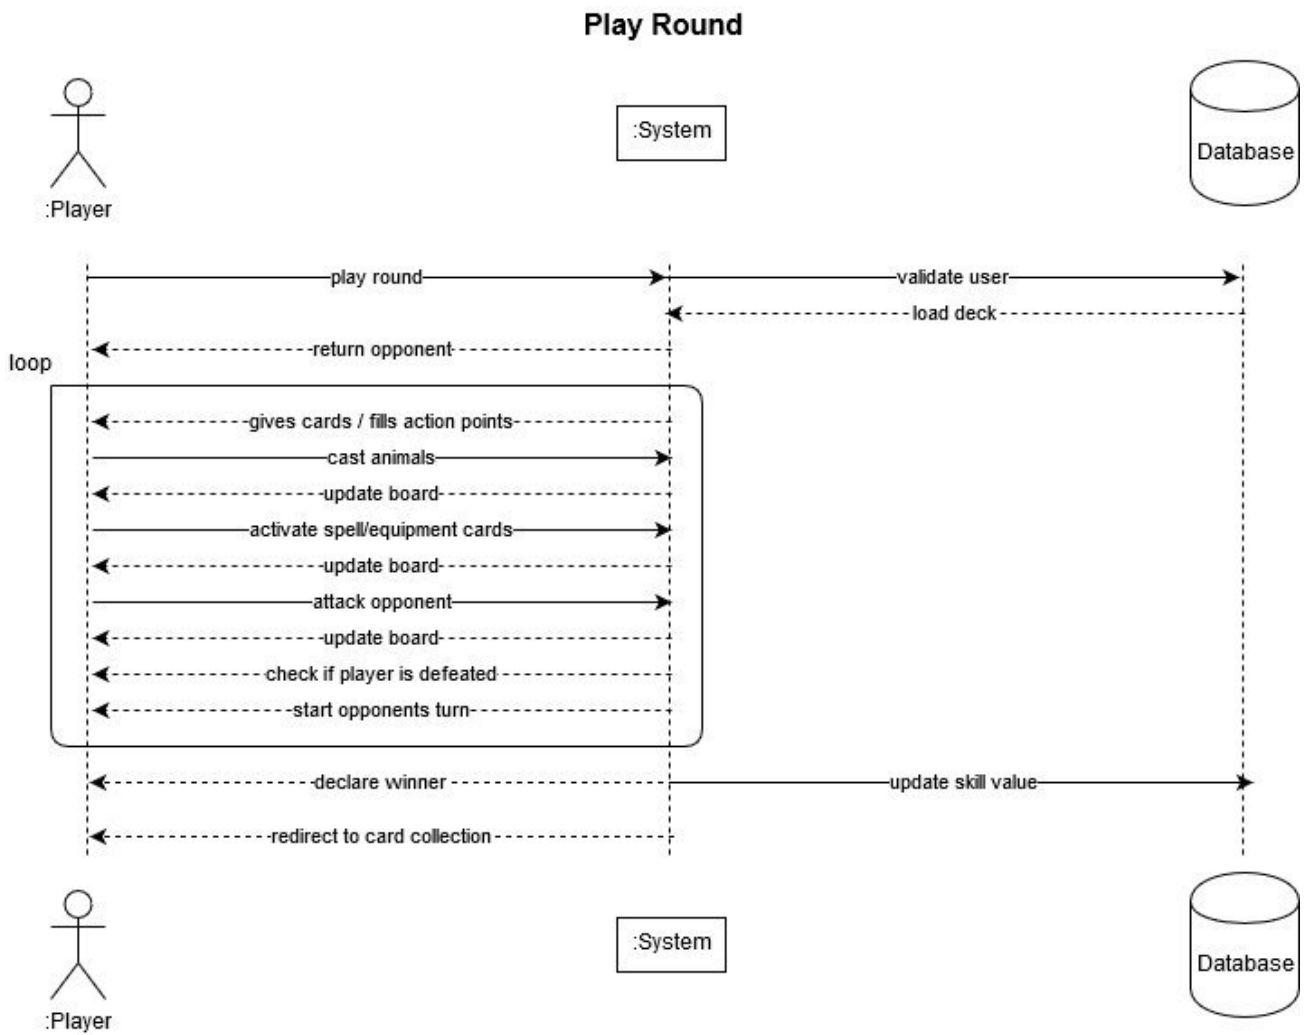 Play Round
:Player
:System
Database
play round
validate user
load deck
return opponent
loop
gives cards / fills action points
cast animals
update board
activate spell/equipment cards
update board
attack opponent
update board
check if player is defeated
start opponents turn
declare winner
update skill value
redirect to card collection
:Player
:System
Database